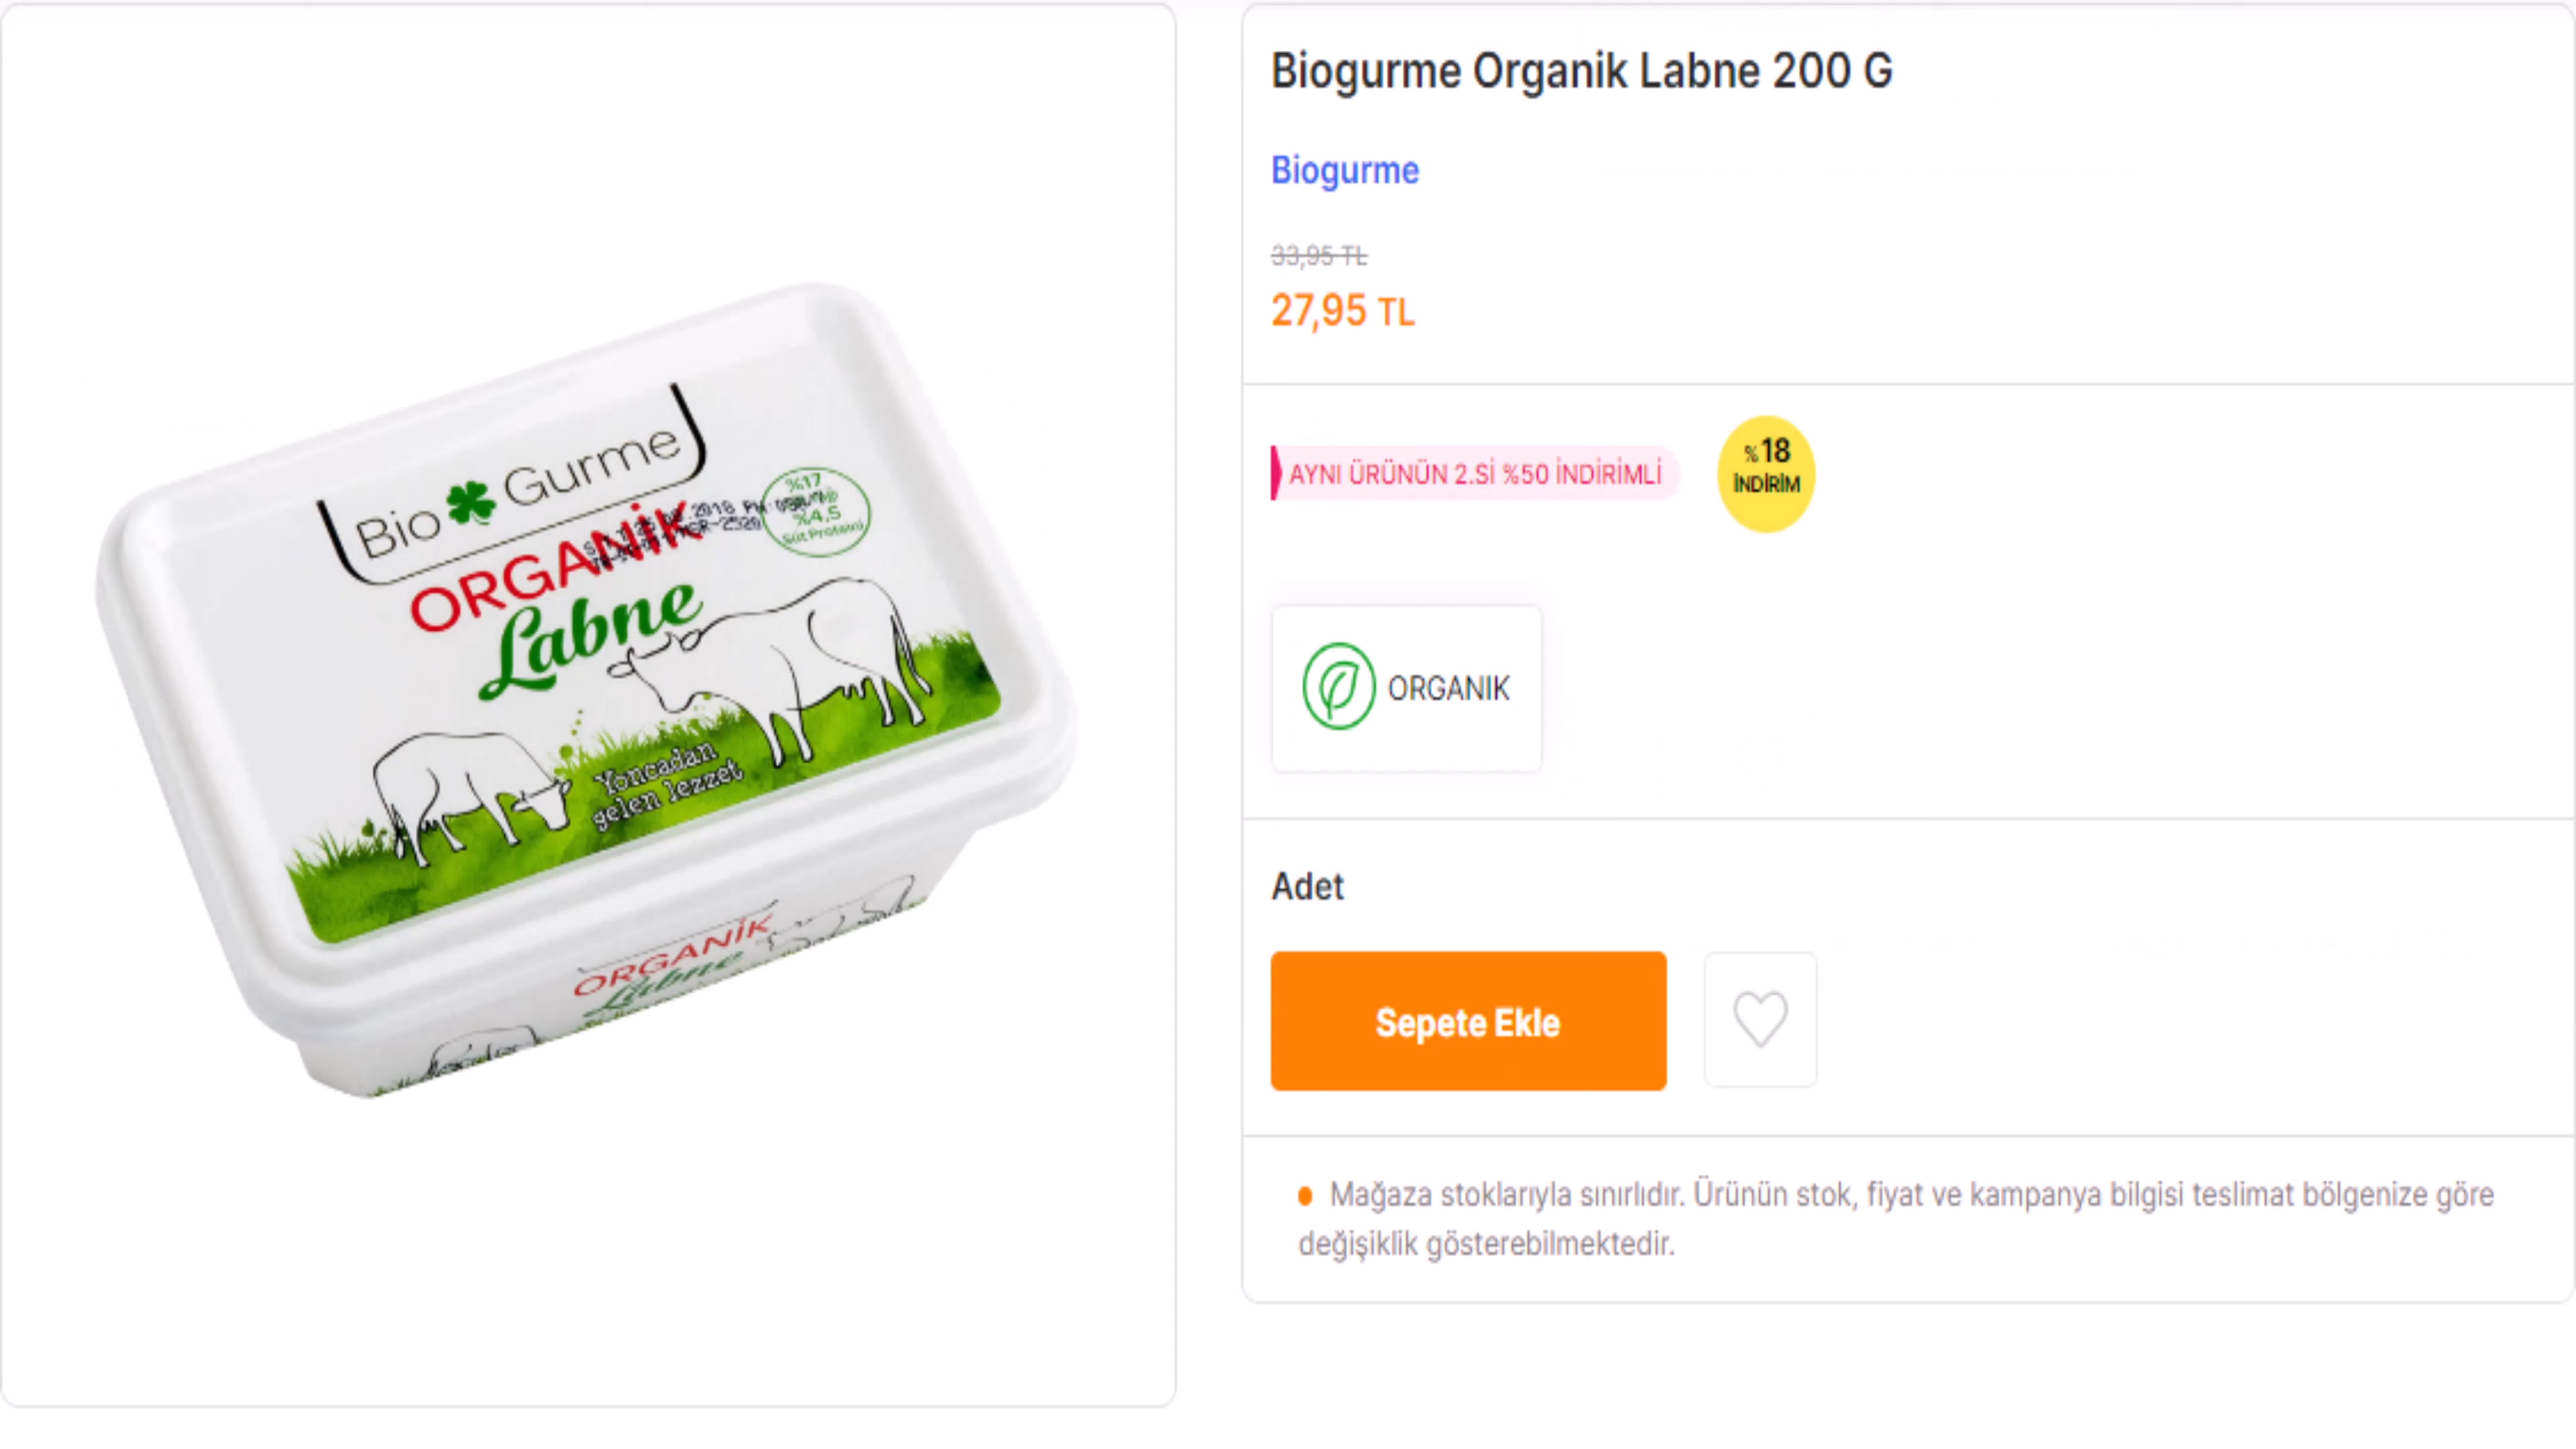 Bio Gurme
ORGANİK
Labne
%17
%4,5
Süt Proteini
Yoncadan
gelen lezzet
ORGANİK
Labne
Biogurme Organik Labne 200 G
Biogurme
33,95 TL
27,95 TL
AYNI ÜRÜNÜN 2.Sİ %50 İNDİRİMLİ
%18
İNDİRİM
ORGANIK
Adet
Sepete Ekle
Mağaza stoklarıyla sınırlıdır. Ürünün stok, fiyat ve kampanya bilgisi teslimat bölgenize göre
değişiklik gösterebilmektedir.